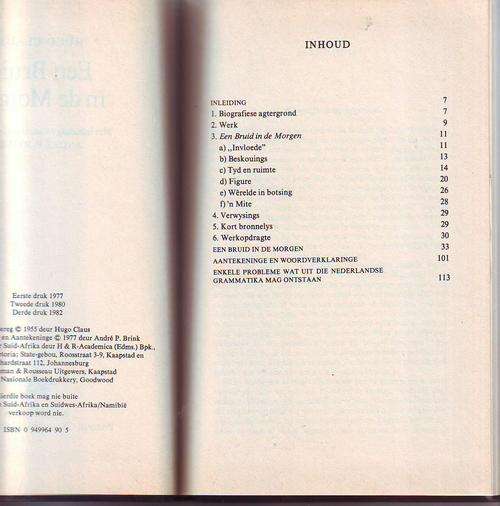 Eerste druk 1977
Tweede druk 1980
Derde druk 1982
© 1955 deur Hugo Claus
en Aantekeninge © 1977 deur André P. Brink
Suid-Afrika deur H & R-Academica (Edms.) Bpk.,
State-gebou, Roosstraat 3-9, Kaapstad en
112, Johannesburg
& Rousseau Uitgewers, Kaapstad
Nasionale Boekdrukkery, Goodwood
boek mag nie buite
Suid-Afrika en Suidwes-Afrika/Namibië
verkoop word nie.
ISBN 0 949964 90 5
INHOUD
INLEIDING 7
1. Biografiese agtergrond 7
2. Werk 9
3. Een Bruid in de Morgen 11
a) „Invloede” 11
b) Beskouings 13
c) Tyd en ruimte 14
d) Figure 20
e) Wêrelde in botsing 26
f) 'n Mite 28
4. Verwysings 29
5. Kort bronnelys 29
6. Werkopdragte 30
EEN BRUID IN DE MORGEN 33
AANTEKENINGE EN WOORDVERKLARINGE 101
ENKELE PROBLEME WAT UIT DIE NEDERLANDSE
GRAMMATIKA MAG ONTSTAAN 113